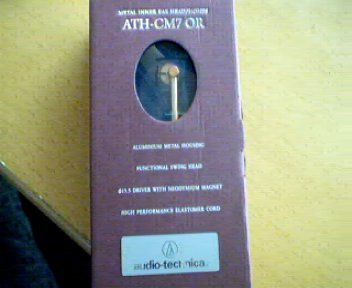 METAL INNER EAR HEADPHONES
ATH-CM7 OR
ALUMINIUM METAL HOUSING
FUNCTIONAL SWING HEAD
φ15.5 DRIVER WITH NEODYMIUM MAGNET
HIGH PERFORMANCE ELASTOMER CORD
audio-technica